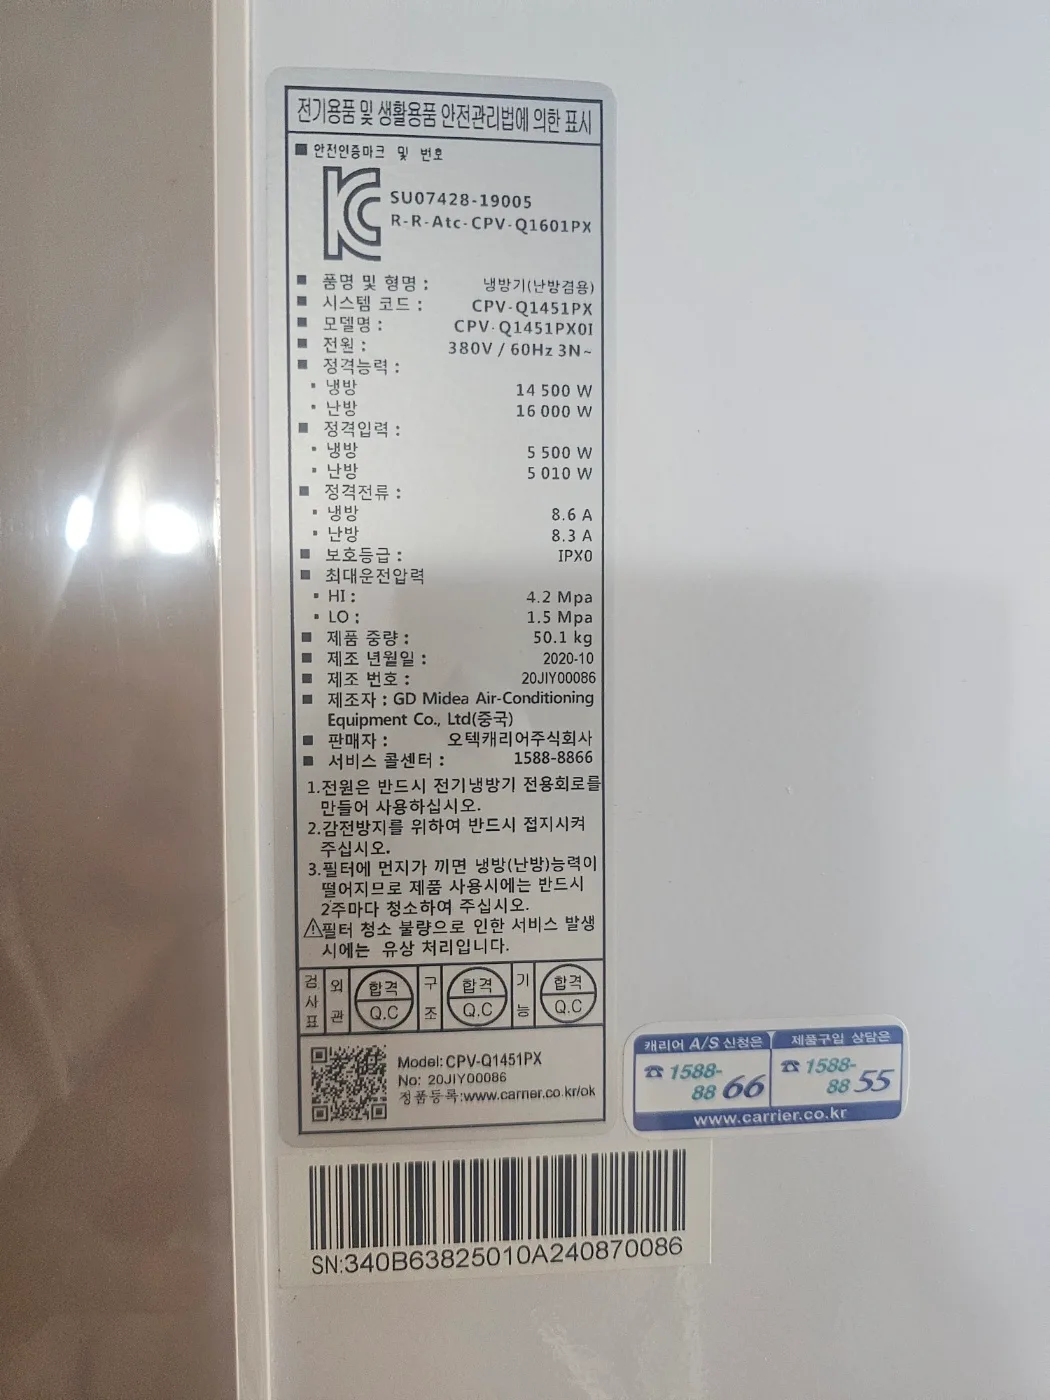 전기용품 및 생활용품 안전관리법에 의한 표시
■ 안전인증마크 및 번호
SU07428-19005
R-R-Atc-CPV-Q1601PX
■ 품명 및 형명 : 냉방기(난방겸용)
■ 시스템 코드 : CPV-Q1451PX
■ 모델명 : CPV-Q1451PX0I
■ 전원 : 380V / 60Hz 3N~
■ 정격능력 :
· 냉방 14 500 W
· 난방 16 000 W
■ 정격입력 :
· 냉방 5 500 W
· 난방 5 010 W
■ 정격전류 :
· 냉방 8.6 A
· 난방 8.3 A
■ 보호등급 : IPX0
■ 최대운전압력
· HI : 4.2 Mpa
· LO : 1.5 Mpa
■ 제품 중량 : 50.1 kg
■ 제조 년월일 : 2020-10
■ 제조 번호 : 20JIY00086
■ 제조자 : GD Midea Air-Conditioning
Equipment Co., Ltd(중국)
■ 판매자 : 오텍캐리어주식회사
■ 서비스 콜센터 : 1588-8866
1.전원은 반드시 전기냉방기 전용회로를
만들어 사용하십시오.
2.감전방지를 위하여 반드시 접지시켜
주십시오.
3.필터에 먼지가 끼면 냉방(난방)능력이
떨어지므로 제품 사용시에는 반드시
2주마다 청소하여 주십시오.
⚠필터 청소 불량으로 인한 서비스 발생
시에는 유상 처리입니다.
검사표 외관 합격 Q.C 구조 합격 Q.C 기능 합격 Q.C
Model: CPV-Q1451PX
No: 20JIY00086
정품등록:www.carrier.co.kr/ok
캐리어 A/S 신청은
☎ 1588-
88 66
제품구입 상담은
☎ 1588-
88 55
www.carrier.co.kr
SN:340B63825010A240870086